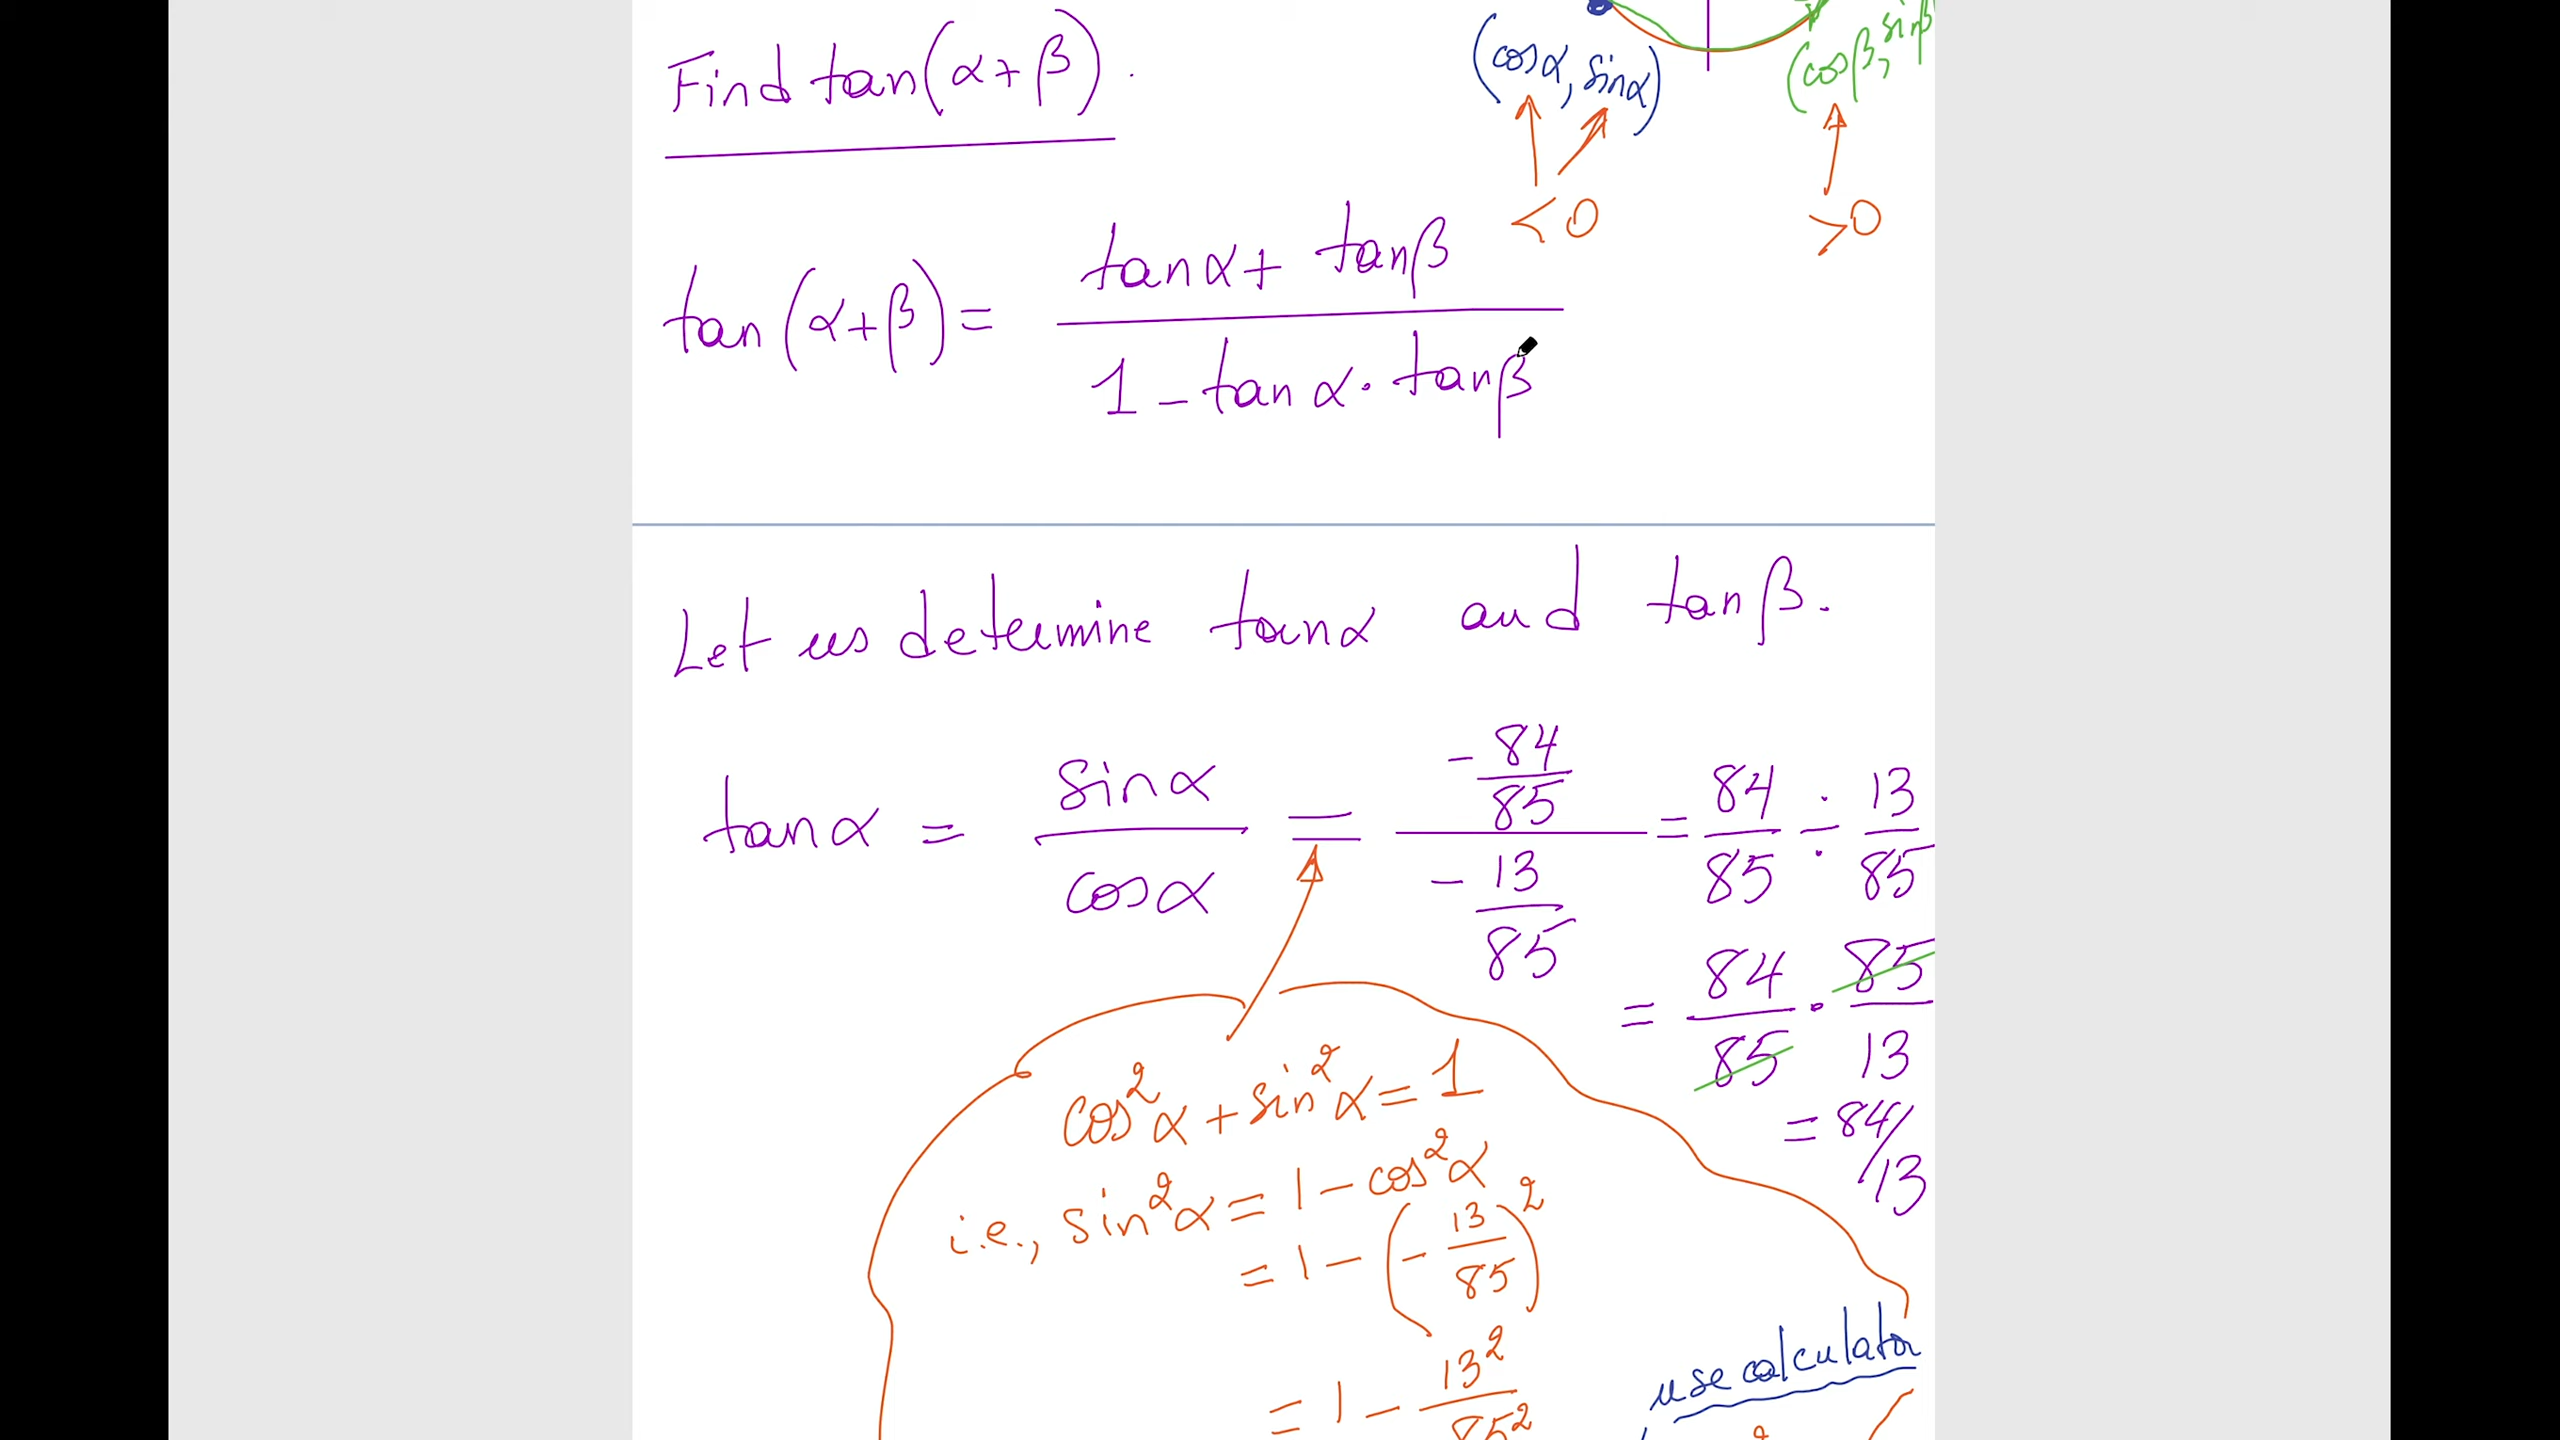 Find tan(α+β).
(cosα, sinα)
(cosβ, sinβ
<0
>0
tan(α+β) = (tanα + tanβ) / (1 - tanα · tanβ)
Let us determine tanα and tanβ.
tanα = sinα / cosα = (-84/85) / (-13/85) = 84/85 ÷ 13/85
= 84/85 · 85/13
= 84/13
cos²α + sin²α = 1
i.e., sin²α = 1 - cos²α
= 1 - (-13/85)²
= 1 - 13²/85²
use calculator